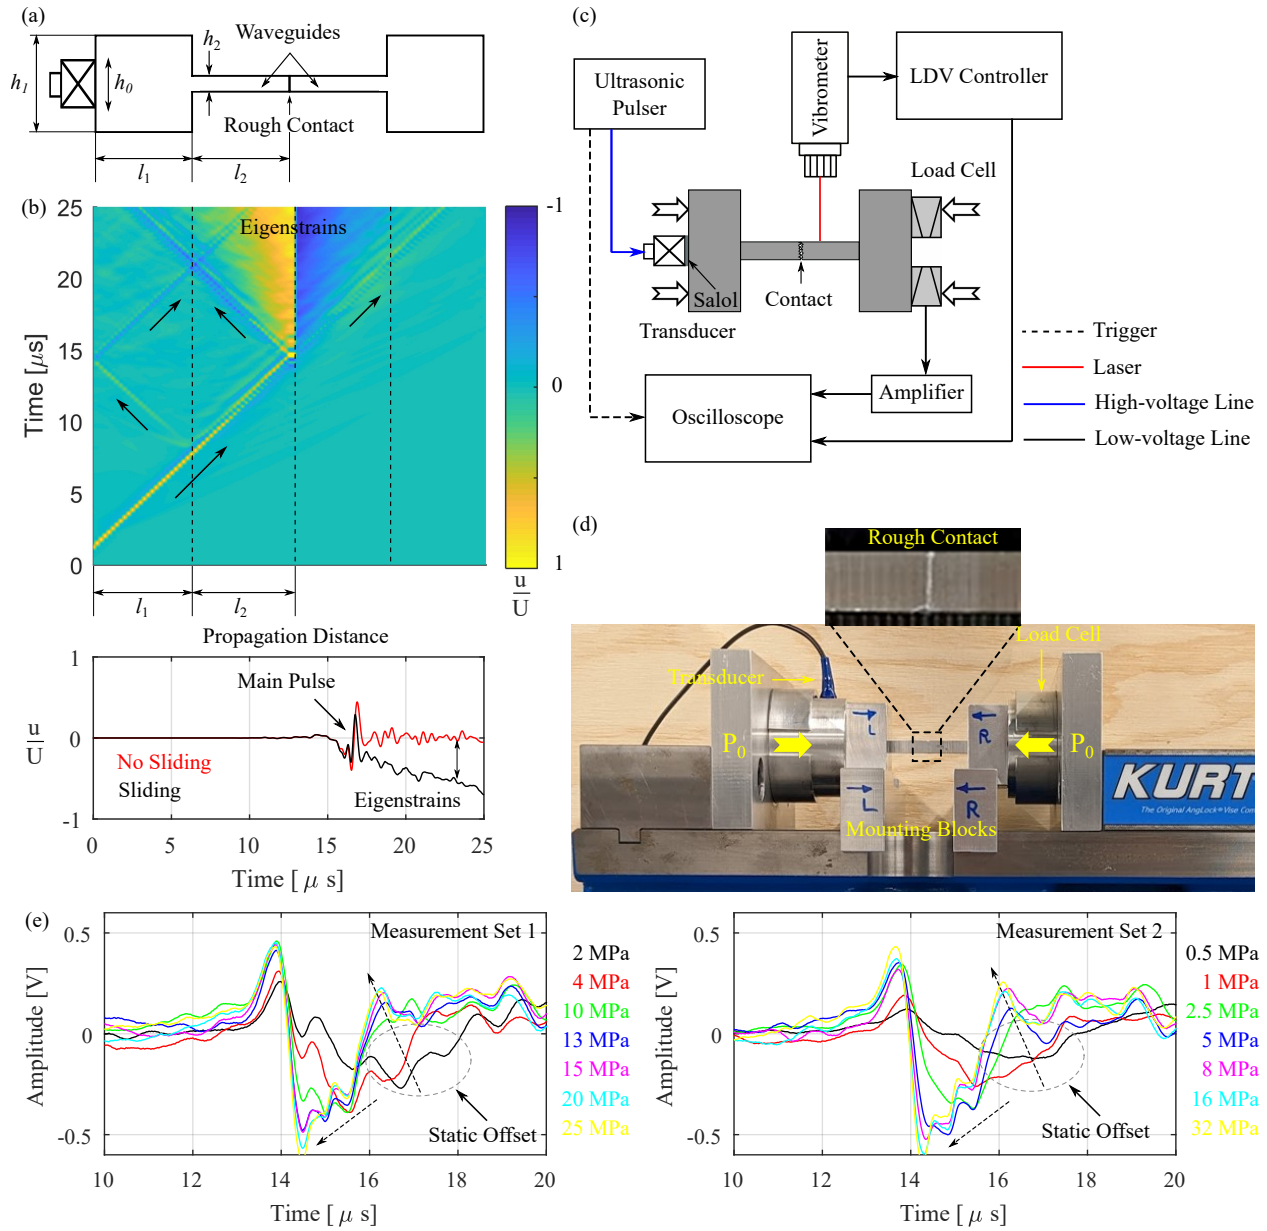 (a)
Waveguides
h₂
h₁
h₀
Rough Contact
l₁
l₂
(b)
25
20
15
10
5
0
Time [μs]
Eigenstrains
-1
0
1
u
U
l₁
l₂
Propagation Distance
1
0
-1
u
U
Main Pulse
No Sliding
Sliding
Eigenstrains
0
5
10
15
20
25
Time [ μ s]
(c)
Ultrasonic
Pulser
Vibrometer
LDV Controller
Load Cell
Salol
Contact
Transducer
Oscilloscope
Amplifier
Trigger
Laser
High-voltage Line
Low-voltage Line
(d)
Rough Contact
Load Cell
Transducer
P₀
L
R
P₀
L
R
Mounting Blocks
KURT
The Original AngLock® Vise Com
(e)
Measurement Set 1
0.5
0
-0.5
Amplitude [V]
Static Offset
10
12
14
16
18
20
Time [ μ s]
2 MPa
4 MPa
10 MPa
13 MPa
15 MPa
20 MPa
25 MPa
Measurement Set 2
0.5
0
-0.5
Amplitude [V]
Static Offset
10
12
14
16
18
20
Time [ μ s]
0.5 MPa
1 MPa
2.5 MPa
5 MPa
8 MPa
16 MPa
32 MPa